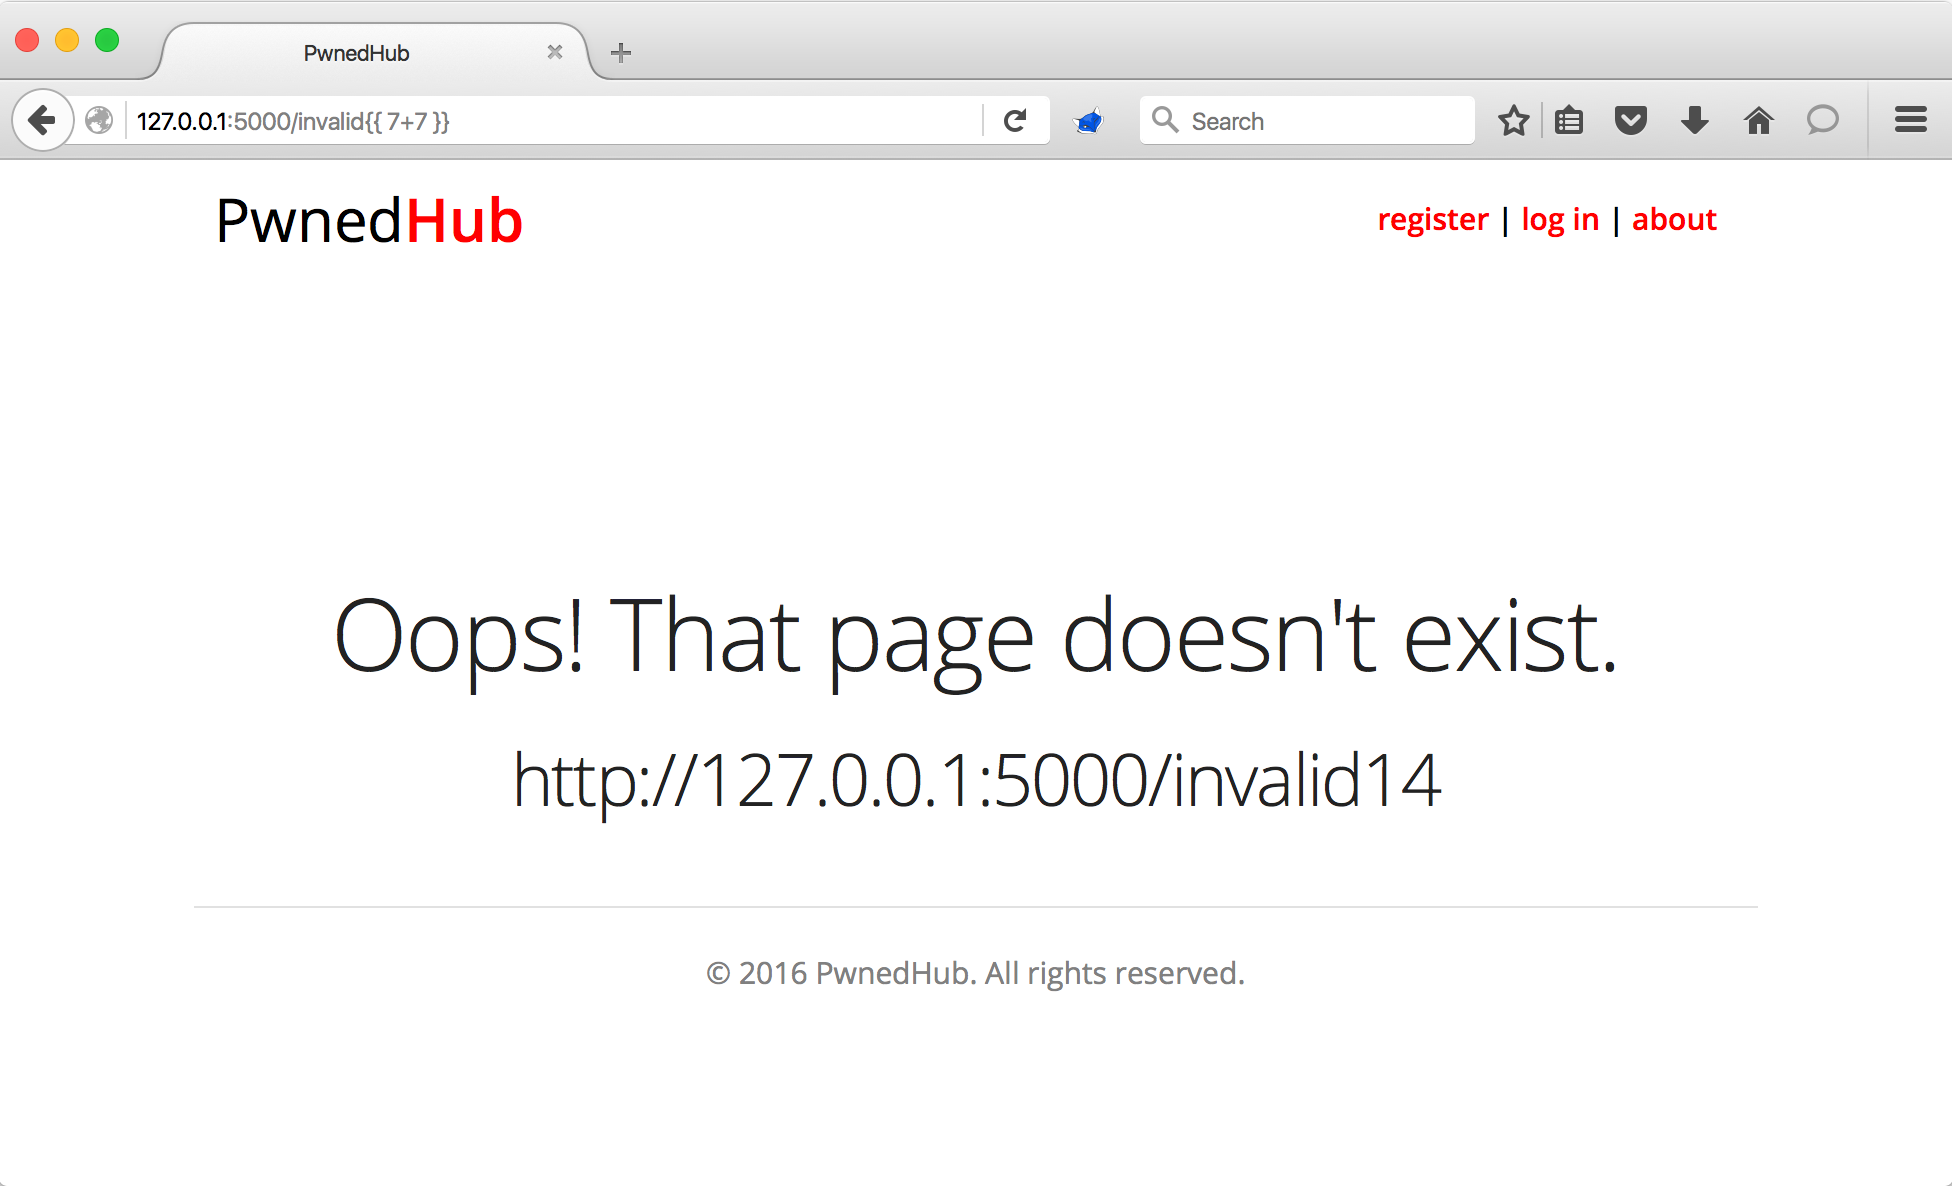 PwnedHub
127.0.0.1:5000/invalid{{ 7+7 }}
Search
PwnedHub
register | log in | about
Oops! That page doesn't exist.
http://127.0.0.1:5000/invalid14
© 2016 PwnedHub. All rights reserved.